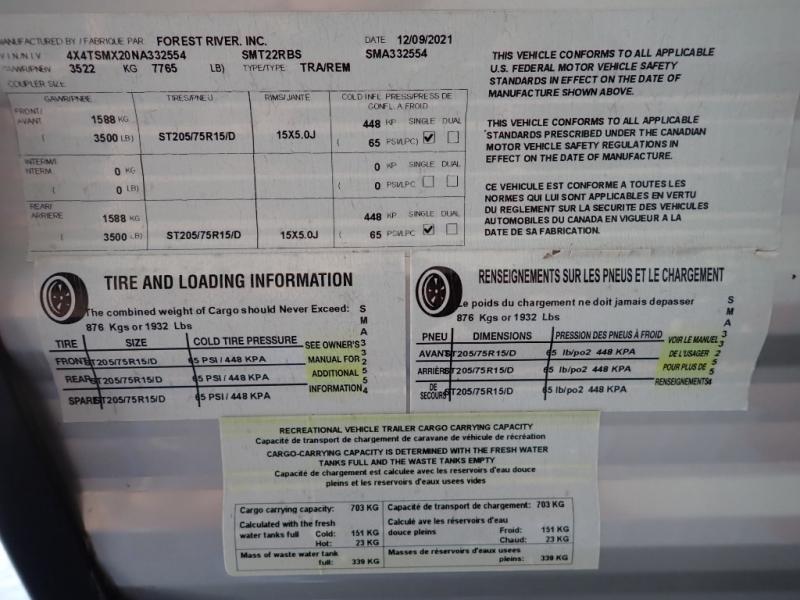 MANUFACTURED BY / FABRIQUE PAR FOREST RIVER, INC. DATE 12/09/2021
V.I.N./N.I.V 4X4TSMX20NA332554 SMT22RBS SMA332554
GVWR/PNBV 3522 KG 7765 LB) TYPE/TYPE TRA/REM
COUPLER SIZE
GAWR/PNBE TIRES/PNEU RIMS/JANTE COLD INFL PRESS/PRESS DE GONFL A FROID
FRONT/ AVANT 1588 KG 448 KP SINGLE DUAL
( 3500 LB) ST205/75R15/D 15X5.0J ( 65 PSI/LPC)
INTERM/I INTERM 0 KG 0 KP SINGLE DUAL
( 0 LB) ( 0 PSI/LPC
REAR/ ARRIERE 1588 KG 448 KP SINGLE DUAL
( 3500 LB) ST205/75R15/D 15X5.0J ( 65 PSI/LPC
THIS VEHICLE CONFORMS TO ALL APPLICABLE
U.S. FEDERAL MOTOR VEHICLE SAFETY
STANDARDS IN EFFECT ON THE DATE OF
MANUFACTURE SHOWN ABOVE.
THIS VEHICLE CONFORMS TO ALL APPLICABLE
STANDARDS PRESCRIBED UNDER THE CANADIAN
MOTOR VEHICLE SAFETY REGULATIONS IN
EFFECT ON THE DATE OF MANUFACTURE.
CE VEHICULE EST CONFORME A TOUTES LES
NORMES QUI LUI SONT APPLICABLES EN VERTU
DU REGLEMENT SUR LA SECURITE DES VEHICULES
AUTOMOBILES DU CANADA EN VIGUEUR A LA
DATE DE SA FABRICATION.
TIRE AND LOADING INFORMATION
The combined weight of Cargo should Never Exceed:
876 Kgs or 1932 Lbs
TIRE SIZE COLD TIRE PRESSURE
FRONT ST205/75R15/D 65 PSI / 448 KPA
REAR ST205/75R15/D 65 PSI / 448 KPA
SPARE ST205/75R15/D 65 PSI / 448 KPA
SEE OWNER'S
MANUAL FOR
ADDITIONAL
INFORMATION
SMA332554
RENSEIGNEMENTS SUR LES PNEUS ET LE CHARGEMENT
Le poids du chargement ne doit jamais depasser
876 Kgs or 1932 Lbs
PNEU DIMENSIONS PRESSION DES PNEUS À FROID
AVANT ST205/75R15/D 65 lb/po2 448 KPA
ARRIÈRE ST205/75R15/D 65 lb/po2 448 KPA
DE SECOURS ST205/75R15/D 65 lb/po2 448 KPA
VOIR LE MANUEL
DE L'USAGER
POUR PLUS DE
RENSEIGNEMENTS
SMA332554
RECREATIONAL VEHICLE TRAILER CARGO CARRYING CAPACITY
Capacité de transport de chargement de caravane de véhicule de récréation
CARGO-CARRYING CAPACITY IS DETERMINED WITH THE FRESH WATER
TANKS FULL AND THE WASTE TANKS EMPTY
Capacité de chargement est calculee avec les reservoirs d'eau douce
pleins et les reservoirs d'eaux usees vides
Cargo carrying capacity: 703 KG Capacité de transport de chargement: 703 KG
Calculated with the fresh Calculé ave les réservoirs d'eau
water tanks full Cold: 151 KG douce pleins Froid: 151 KG
Hot: 23 KG Chaud: 23 KG
Mass of waste water tank Masses de réservoirs d'eaux usees
full: 339 KG pleins: 339 KG